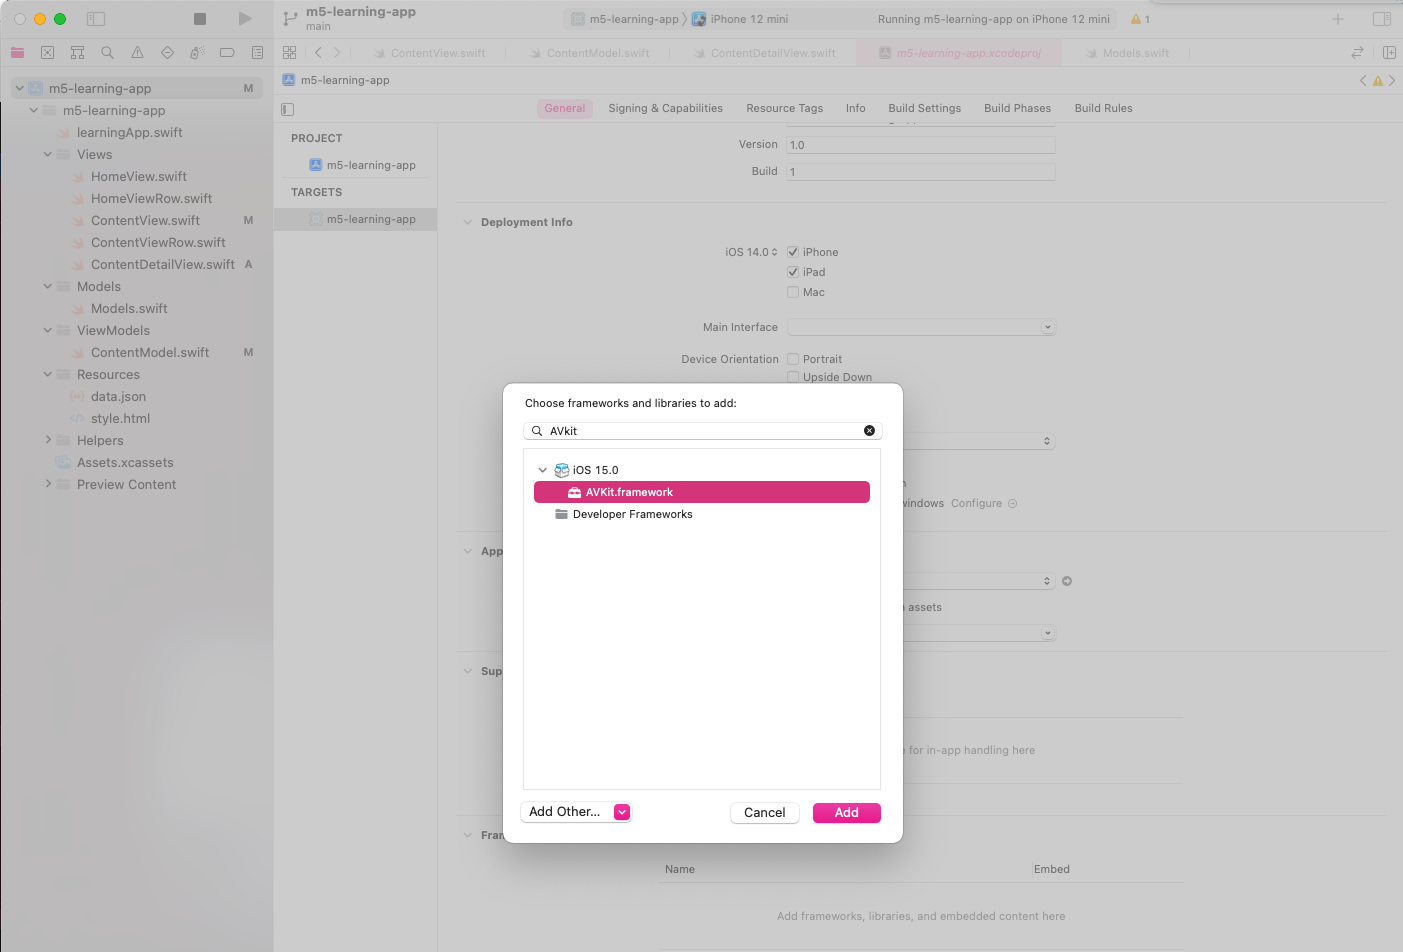 m5-learning-app
main
m5-learning-app
iPhone 12 mini
Running m5-learning-app on iPhone 12 mini
1
ContentView.swift
ContentModel.swift
ContentDetailView.swift
m5-learning-app.xcodeproj
Models.swift
m5-learning-app
m5-learning-app M
m5-learning-app
learningApp.swift
Views
HomeView.swift
HomeViewRow.swift
ContentView.swift M
ContentViewRow.swift
ContentDetailView.swift A
Models
Models.swift
ViewModels
ContentModel.swift M
Resources
data.json
style.html
Helpers
Assets.xcassets
Preview Content
General
Signing & Capabilities
Resource Tags
Info
Build Settings
Build Phases
Build Rules
PROJECT
m5-learning-app
TARGETS
m5-learning-app
Version 1.0
Build 1
Deployment Info
iOS 14.0 iPhone
iPad
Mac
Main Interface
Device Orientation Portrait
Upside Down
windows Configure
App
assets
Sup
for in-app handling here
Fra
Name Embed
Add frameworks, libraries, and embedded content here
Choose frameworks and libraries to add:
AVkit
iOS 15.0
AVKit.framework
Developer Frameworks
Add Other...
Cancel
Add